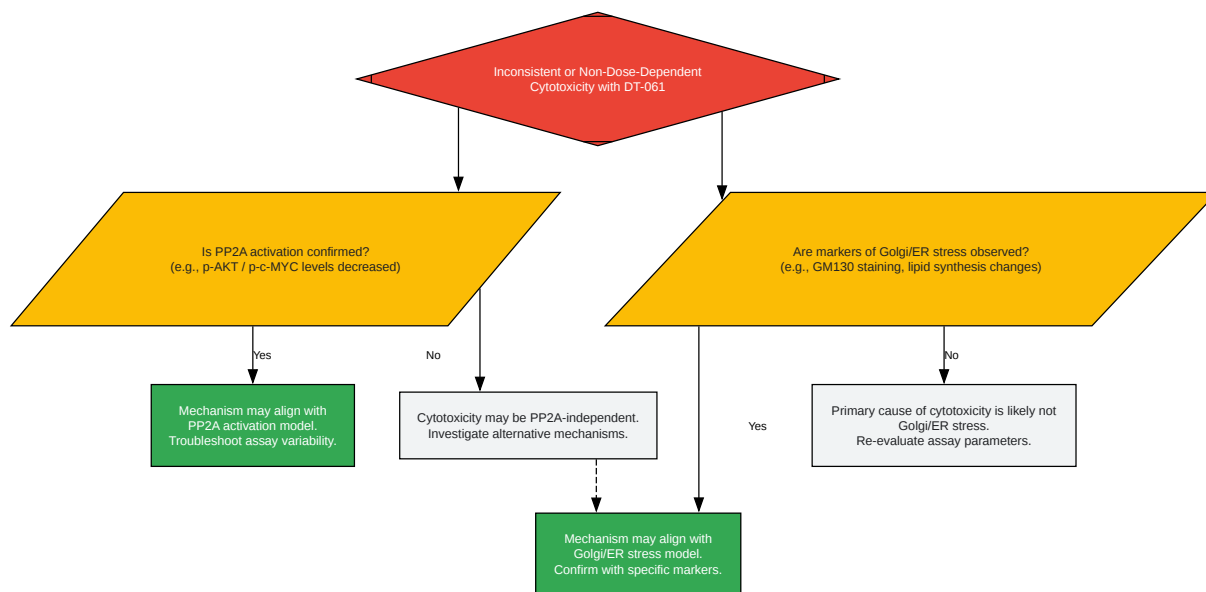 Inconsistent or Non-Dose-Dependent
Cytotoxicity with DT-061
Is PP2A activation confirmed?
(e.g., p-AKT / p-c-MYC levels decreased)
Are markers of Golgi/ER stress observed?
(e.g., GM130 staining, lipid synthesis changes)
Yes
No
No
Mechanism may align with
PP2A activation model.
Troubleshoot assay variability.
Cytotoxicity may be PP2A-independent.
Investigate alternative mechanisms.
Yes
Primary cause of cytotoxicity is likely not
Golgi/ER stress.
Re-evaluate assay parameters.
Mechanism may align with
Golgi/ER stress model.
Confirm with specific markers.